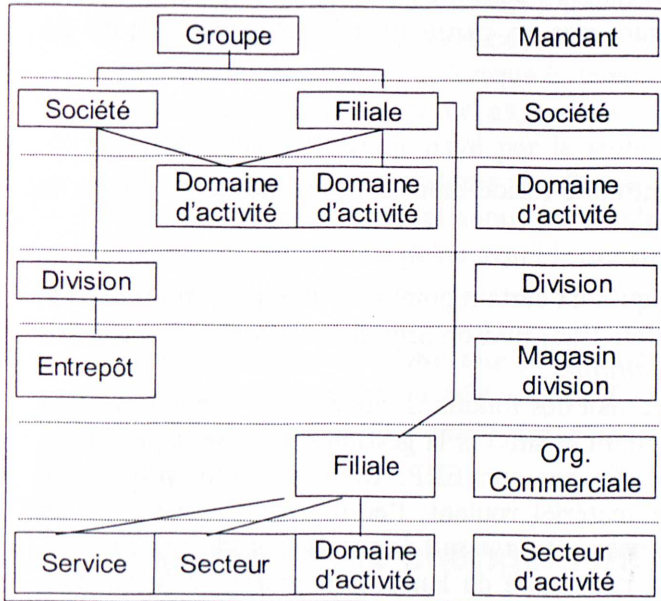 Groupe
Mandant
Société
Filiale
Société
Domaine
d'activité
Domaine
d'activité
Domaine
d'activité
Division
Division
Entrepôt
Magasin
division
Filiale
Org.
Commerciale
Service
Secteur
Domaine
d'activité
Secteur
d'activité